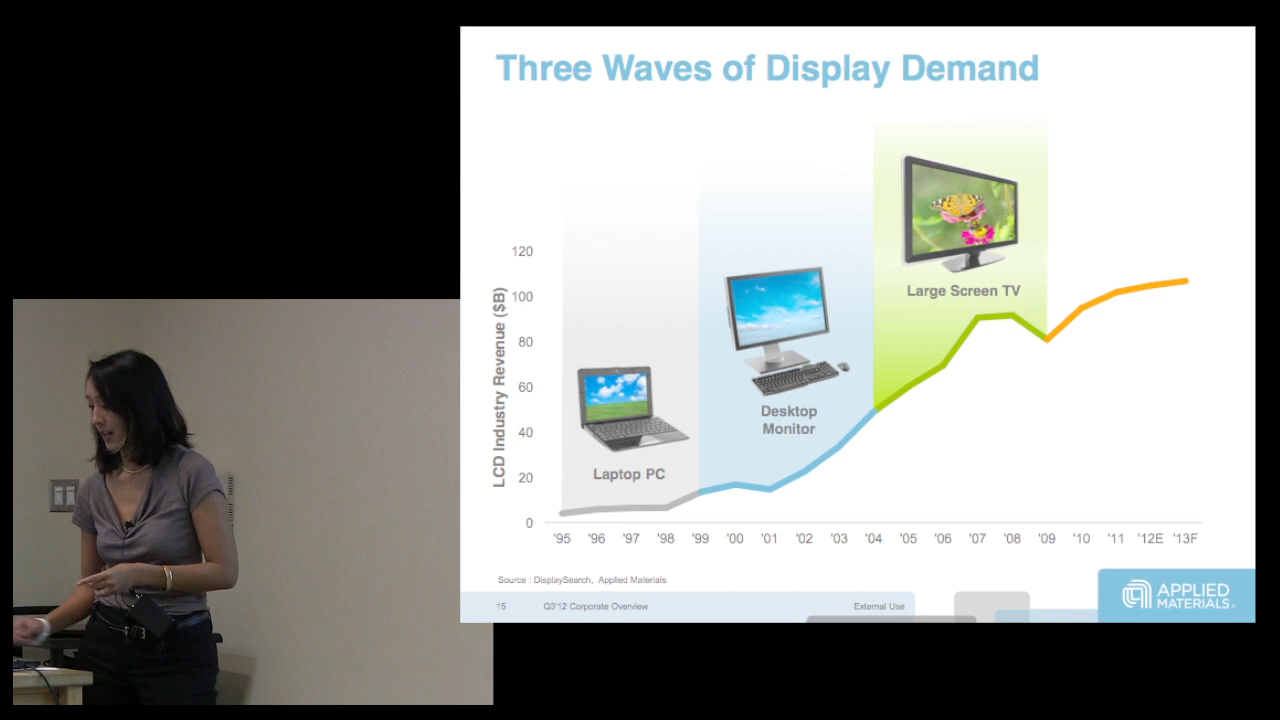 Three Waves of Display Demand
LCD Industry Revenue ($B)
120
100
80
60
40
20
0
Laptop PC
Desktop
Monitor
Large Screen TV
'95 '96 '97 '98 '99 '00 '01 '02 '03 '04 '05 '06 '07 '08 '09 '10 '11 '12E '13F
Source : DisplaySearch, Applied Materials
15 Q3'12 Corporate Overview External Use
APPLIED
MATERIALS®